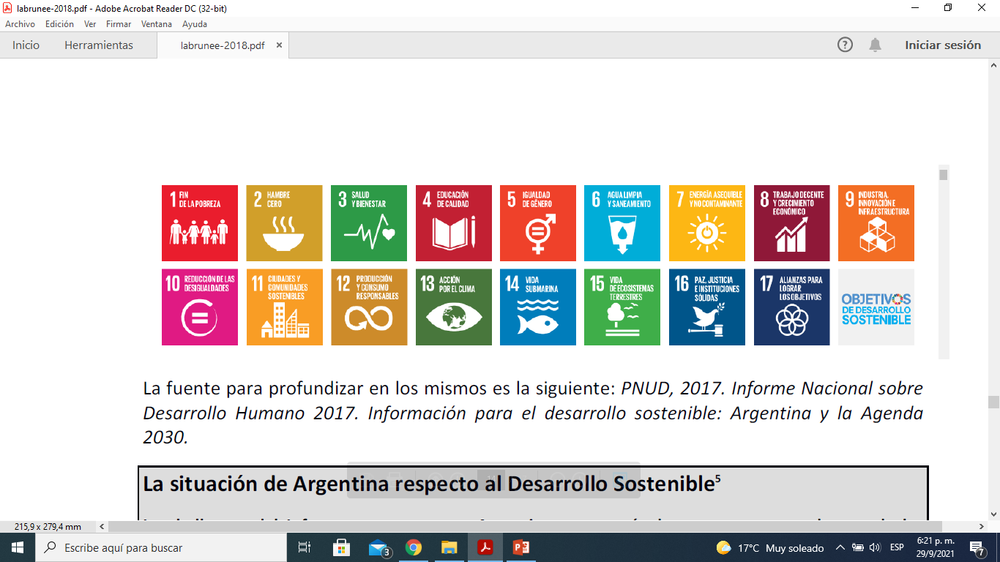 labrunee-2018.pdf - Adobe Acrobat Reader DC (32-bit)
Archivo Edición Ver Firmar Ventana Ayuda
Inicio Herramientas labrunee-2018.pdf Iniciar sesión
1 FIN
DE LA POBREZA
2 HAMBRE
CERO
3 SALUD
Y BIENESTAR
4 EDUCACIÓN
DE CALIDAD
5 IGUALDAD
DE GÉNERO
6 AGUA LIMPIA
Y SANEAMIENTO
7 ENERGÍA ASEQUIBLE
Y NO CONTAMINANTE
8 TRABAJO DECENTE
Y CRECIMIENTO
ECONÓMICO
9 INDUSTRIA,
INNOVACIÓN E
INFRAESTRUCTURA
10 REDUCCIÓN DE LAS
DESIGUALDADES
11 CIUDADES Y
COMUNIDADES
SOSTENIBLES
12 PRODUCCIÓN
Y CONSUMO
RESPONSABLES
13 ACCIÓN
POR EL CLIMA
14 VIDA
SUBMARINA
15 VIDA
DE ECOSISTEMAS
TERRESTRES
16 PAZ, JUSTICIA
E INSTITUCIONES
SÓLIDAS
17 ALIANZAS PARA
LOGRAR
LOS OBJETIVOS
OBJETIVOS
DE DESARROLLO
SOSTENIBLE
La fuente para profundizar en los mismos es la siguiente: PNUD, 2017. Informe Nacional sobre
Desarrollo Humano 2017. Información para el desarrollo sostenible: Argentina y la Agenda
2030.
La situación de Argentina respecto al Desarrollo Sostenible⁵
215,9 x 279,4 mm
Escribe aquí para buscar
3
17°C Muy soleado
ESP
6:21 p. m.
29/9/2021
7